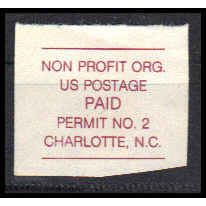 NON PROFIT ORG.
US POSTAGE
PAID
PERMIT NO. 2
CHARLOTTE, N.C.